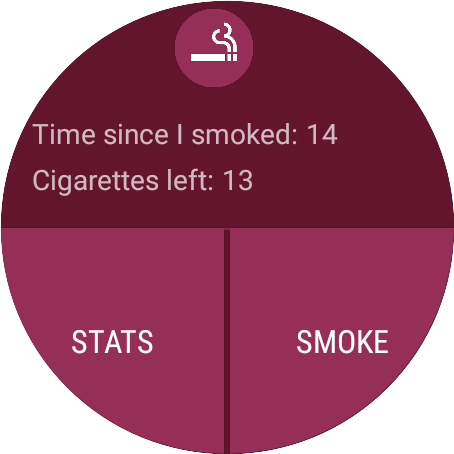 Time since I smoked: 14
Cigarettes left: 13
STATS
SMOKE